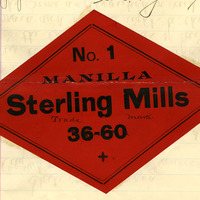 No. 1
MANILLA
Sterling Mills
Trade Mark
36-60
+